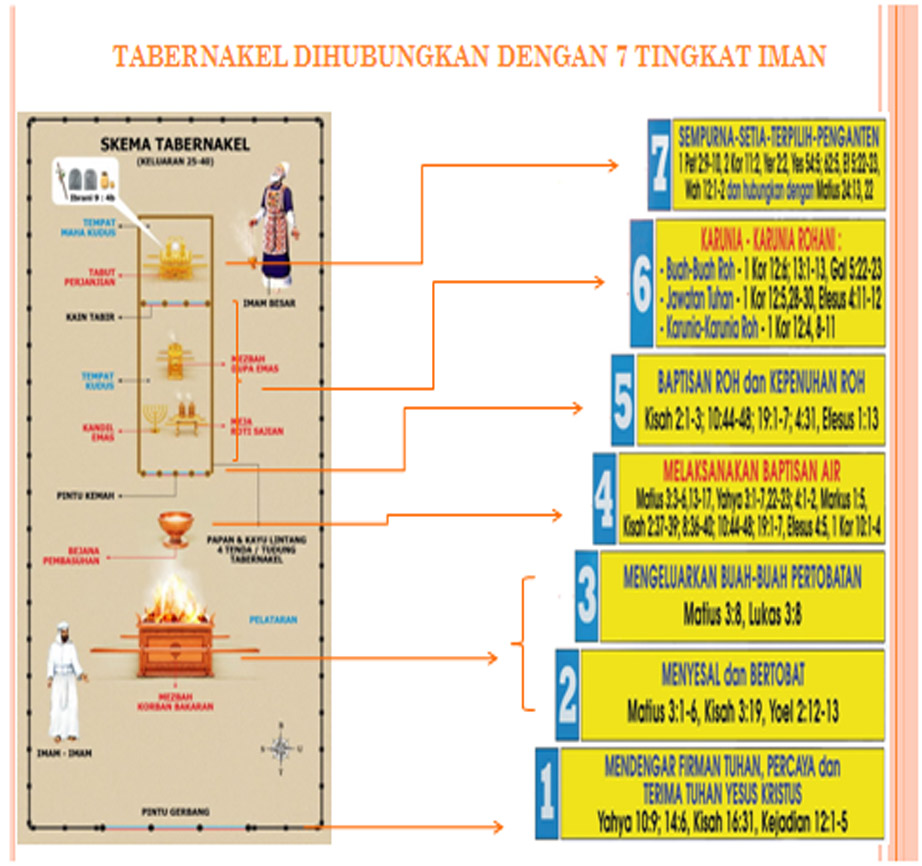 TABERNAKEL DIHUBUNGKAN DENGAN 7 TINGKAT IMAN
SKEMA TABERNAKEL
(KELUARAN 25-40)
Ibrani 9 : 4b
TEMPAT
MAHA KUDUS
TABUT
PERJANJIAN
IMAM BESAR
KAIN TABIR
MEZBAH
DUPA EMAS
TEMPAT
KUDUS
KANDIL
EMAS
MEJA
ROTI SAJIAN
PINTU KEMAH
PAPAN & KAYU LINTANG
4 TENDA / TUDUNG
TABERNAKEL
BEJANA
PEMBASUHAN
PELATARAN
MEZBAH
KORBAN BAKARAN
IMAM - IMAM
PINTU GERBANG
7
SEMPURNA-SETIA-TERPILIH-PENGANTEN
1 Pet 2:9-10, 2 Kor 11:2, Yer 2:2, Yes 54:5; 62:5, Ef 5:22-23,
Wah 12:1-2 dan hubungkan dengan Matius 24:13, 22
6
KARUNIA - KARUNIA ROHANI :
- Buah-Buah Roh - 1 Kor 12:6; 13:1-13, Gal 5:22-23
- Jawatan Tuhan - 1 Kor 12:5,28-30, Efesus 4:11-12
- Karunia-Karunia Roh - 1 Kor 12:4, 8-11
5
BAPTISAN ROH dan KEPENUHAN ROH
Kisah 2:1-3; 10:44-48; 19:1-7; 4:31, Efesus 1:13
4
MELAKSANAKAN BAPTISAN AIR
Matius 3:3-6,13-17, Yahya 3:1-7,22-23; 4:1-2, Markus 1:5,
Kisah 2:37-39; 8:36-40; 10:44-48; 19:1-7, Efesus 4:5, 1 Kor 10:1-4
3
MENGELUARKAN BUAH-BUAH PERTOBATAN
Matius 3:8, Lukas 3:8
2
MENYESAL dan BERTOBAT
Matius 3:1-6, Kisah 3:19, Yoel 2:12-13
1
MENDENGAR FIRMAN TUHAN, PERCAYA dan
TERIMA TUHAN YESUS KRISTUS
Yahya 10:9; 14:6, Kisah 16:31, Kejadian 12:1-5